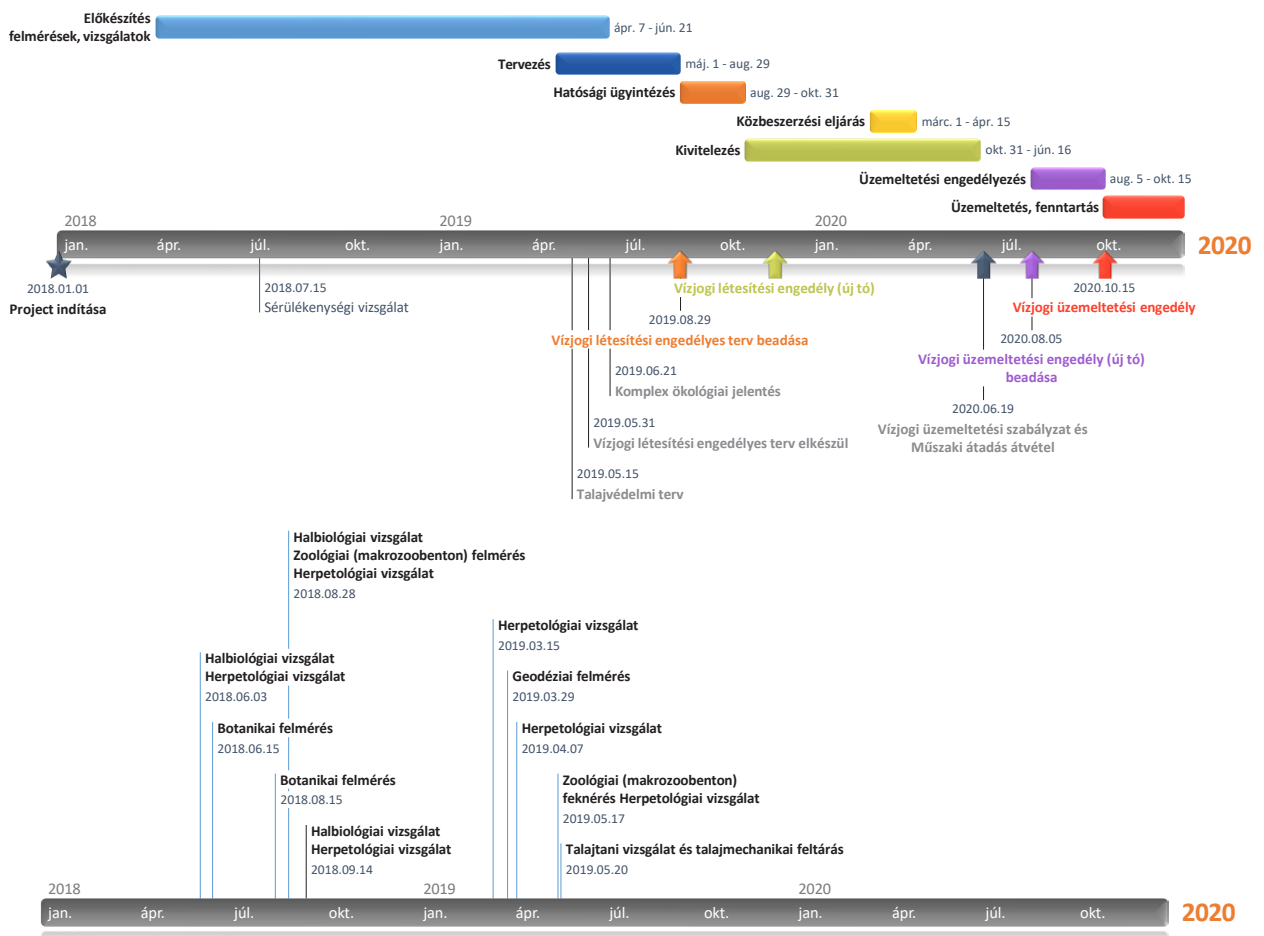 Előkészítés
felmérések, vizsgálatok
ápr. 7 - jún. 21
Tervezés
máj. 1 - aug. 29
Hatósági ügyintézés
aug. 29 - okt. 31
Közbeszerzési eljárás
márc. 1 - ápr. 15
Kivitelezés
okt. 31 - jún. 16
Üzemeltetési engedélyezés
aug. 5 - okt. 15
Üzemeltetés, fenntartás
2018 2019 2020
jan. ápr. júl. okt. jan. ápr. júl. okt. jan. ápr. júl. okt. 2020
2018.01.01
Project indítása
2018.07.15
Sérülékenységi vizsgálat
Vízjogi létesítési engedély (új tó)
2019.08.29
Vízjogi létesítési engedélyes terv beadása
2020.10.15
Vízjogi üzemeltetési engedély
2020.08.05
Vízjogi üzemeltetési engedély (új tó)
beadása
2019.06.21
Komplex ökológiai jelentés
2020.06.19
Vízjogi üzemeltetési szabályzat és
Műszaki átadás átvétel
2019.05.31
Vízjogi létesítési engedélyes terv elkészül
2019.05.15
Talajvédelmi terv
Halbiológiai vizsgálat
Zoológiai (makrozoobenton) felmérés
Herpetológiai vizsgálat
2018.08.28
Herpetológiai vizsgálat
2019.03.15
Halbiológiai vizsgálat
Herpetológiai vizsgálat
2018.06.03
Geodéziai felmérés
2019.03.29
Botanikai felmérés
2018.06.15
Herpetológiai vizsgálat
2019.04.07
Botanikai felmérés
2018.08.15
Zoológiai (makrozoobenton)
feknérés Herpetológiai vizsgálat
2019.05.17
Halbiológiai vizsgálat
Herpetológiai vizsgálat
2018.09.14
Talajtani vizsgálat és talajmechanikai feltárás
2019.05.20
2018 2019 2020
jan. ápr. júl. okt. jan. ápr. júl. okt. jan. ápr. júl. okt. 2020